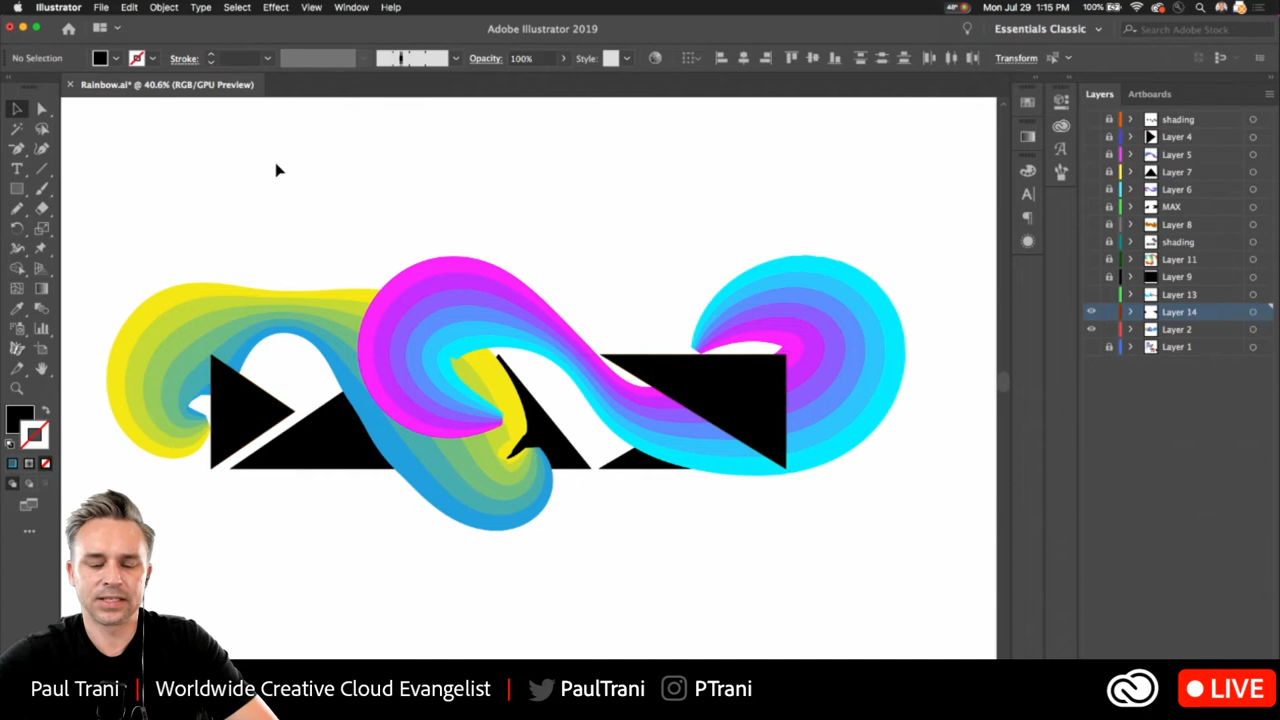 Illustrator File Edit Object Type Select Effect View Window Help
Mon Jul 29 1:15 PM 100%
Adobe Illustrator 2019
Essentials Classic
Search Adobe Stock
No Selection
Stroke:
Opacity: 100%
Style:
Transform
× Rainbow.ai* @ 40.6% (RGB/GPU Preview)
Layers Artboards
shading
Layer 4
Layer 5
Layer 7
Layer 6
MAX
Layer 8
shading
Layer 11
Layer 9
Layer 13
Layer 14
Layer 2
Layer 1
Paul Trani | Worldwide Creative Cloud Evangelist | PaulTrani PTrani
LIVE